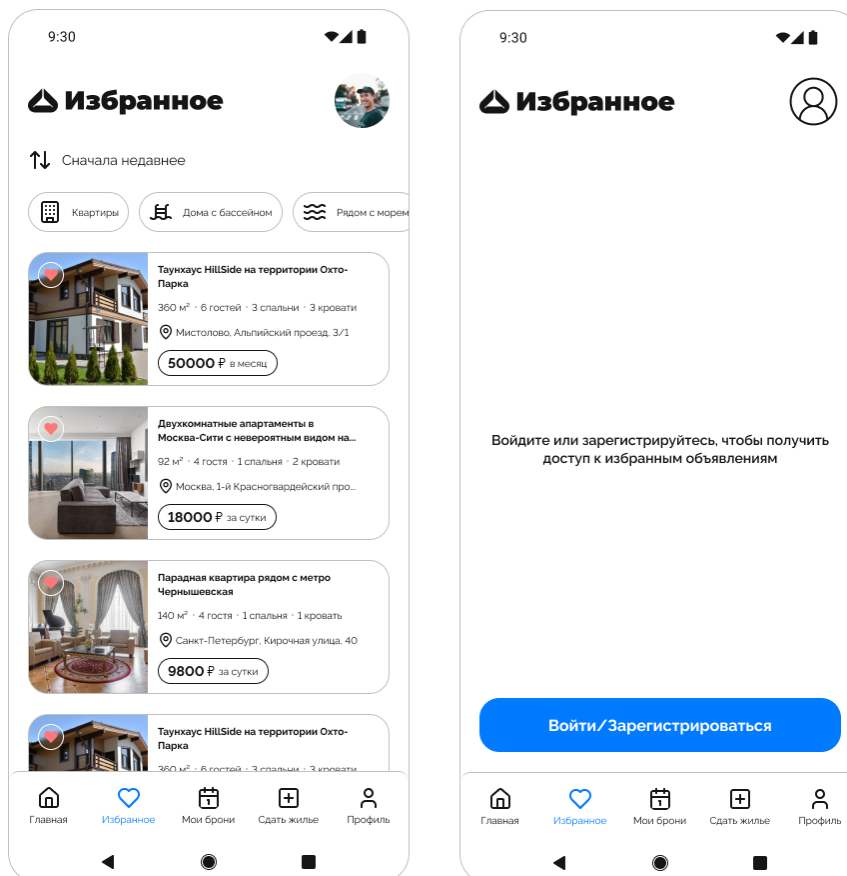 9:30
Избранное
Сначала недавнее
Квартиры
Дома с бассейном
Рядом с морем
Таунхаус HillSide на территории Охто-
Парка
360 м² · 6 гостей · 3 спальни · 3 кровати
Мистолово, Альпийский проезд, 3/1
50000 ₽ в месяц
Двухкомнатные апартаменты в
Москва-Сити с невероятным видом на...
92 м² · 4 гостя · 1 спальня · 2 кровати
Москва, 1-й Красногвардейский про...
18000 ₽ за сутки
Парадная квартира рядом с метро
Чернышевская
140 м² · 4 гостя · 1 спальня · 1 кровать
Санкт-Петербург, Кирочная улица, 40
9800 ₽ за сутки
Таунхаус HillSide на территории Охто-
Парка
360 м² · 6 гостей · 3 спальни · 3 кровати
Главная
Избранное
Мои брони
Сдать жилье
Профиль
9:30
Избранное
Войдите или зарегистрируйтесь, чтобы получить
доступ к избранным объявлениям
Войти/Зарегистрироваться
Главная
Избранное
Мои брони
Сдать жилье
Профиль